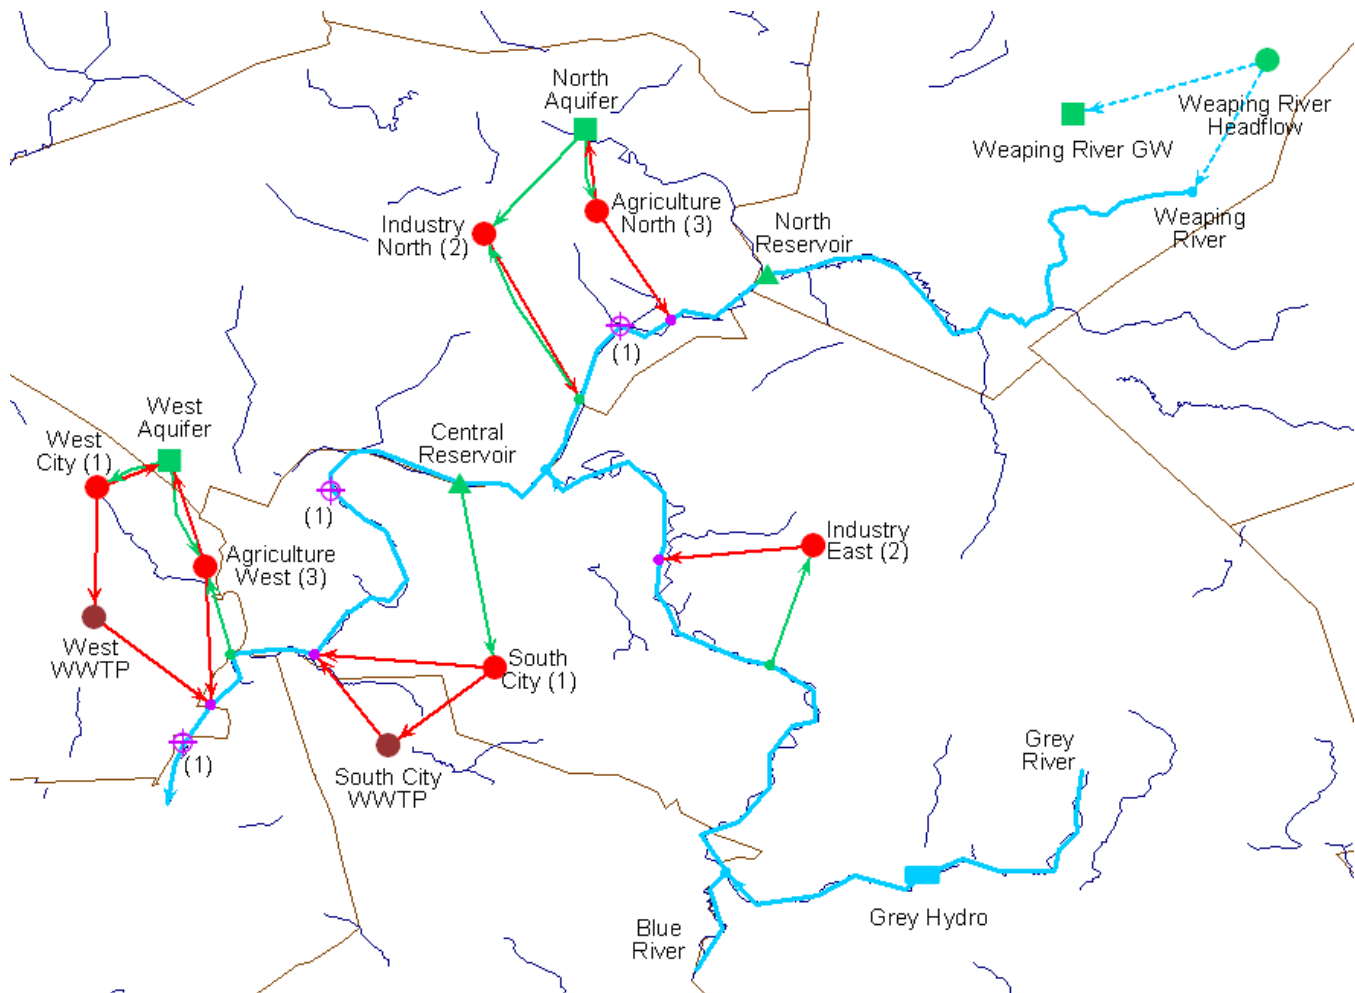 North
Aquifer
Weaping River
Headflow
Weaping River GW
Agriculture
North (3)
Industry
North (2)
North
Reservoir
Weaping
River
(1)
West
Aquifer
West
City (1)
Central
Reservoir
(1)
Industry
East (2)
Agriculture
West (3)
West
WWTP
South
City (1)
(1)
South City
WWTP
Grey
River
Grey Hydro
Blue
River